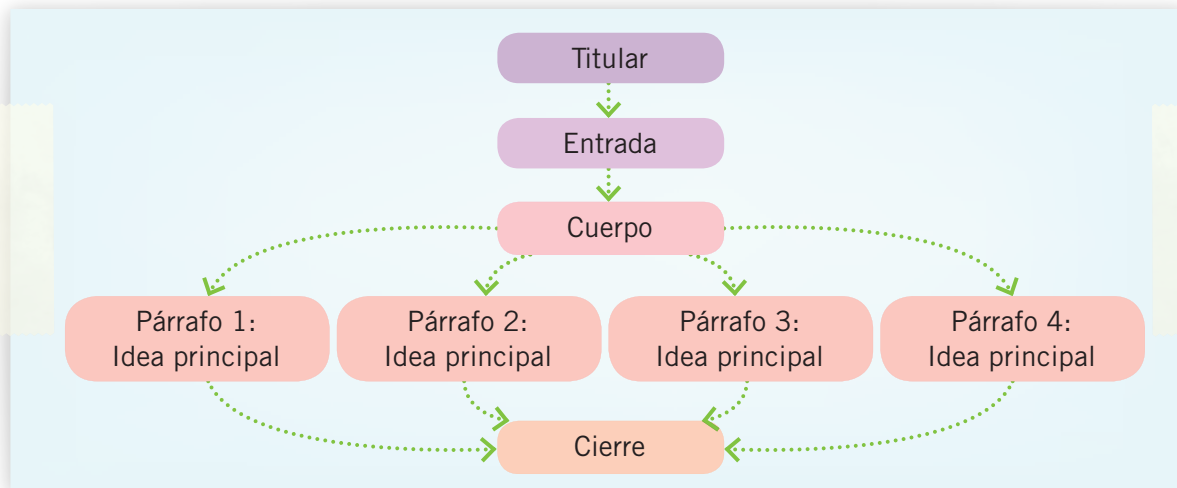 Titular
Entrada
Cuerpo
Párrafo 1:
Idea principal
Párrafo 2:
Idea principal
Párrafo 3:
Idea principal
Párrafo 4:
Idea principal
Cierre